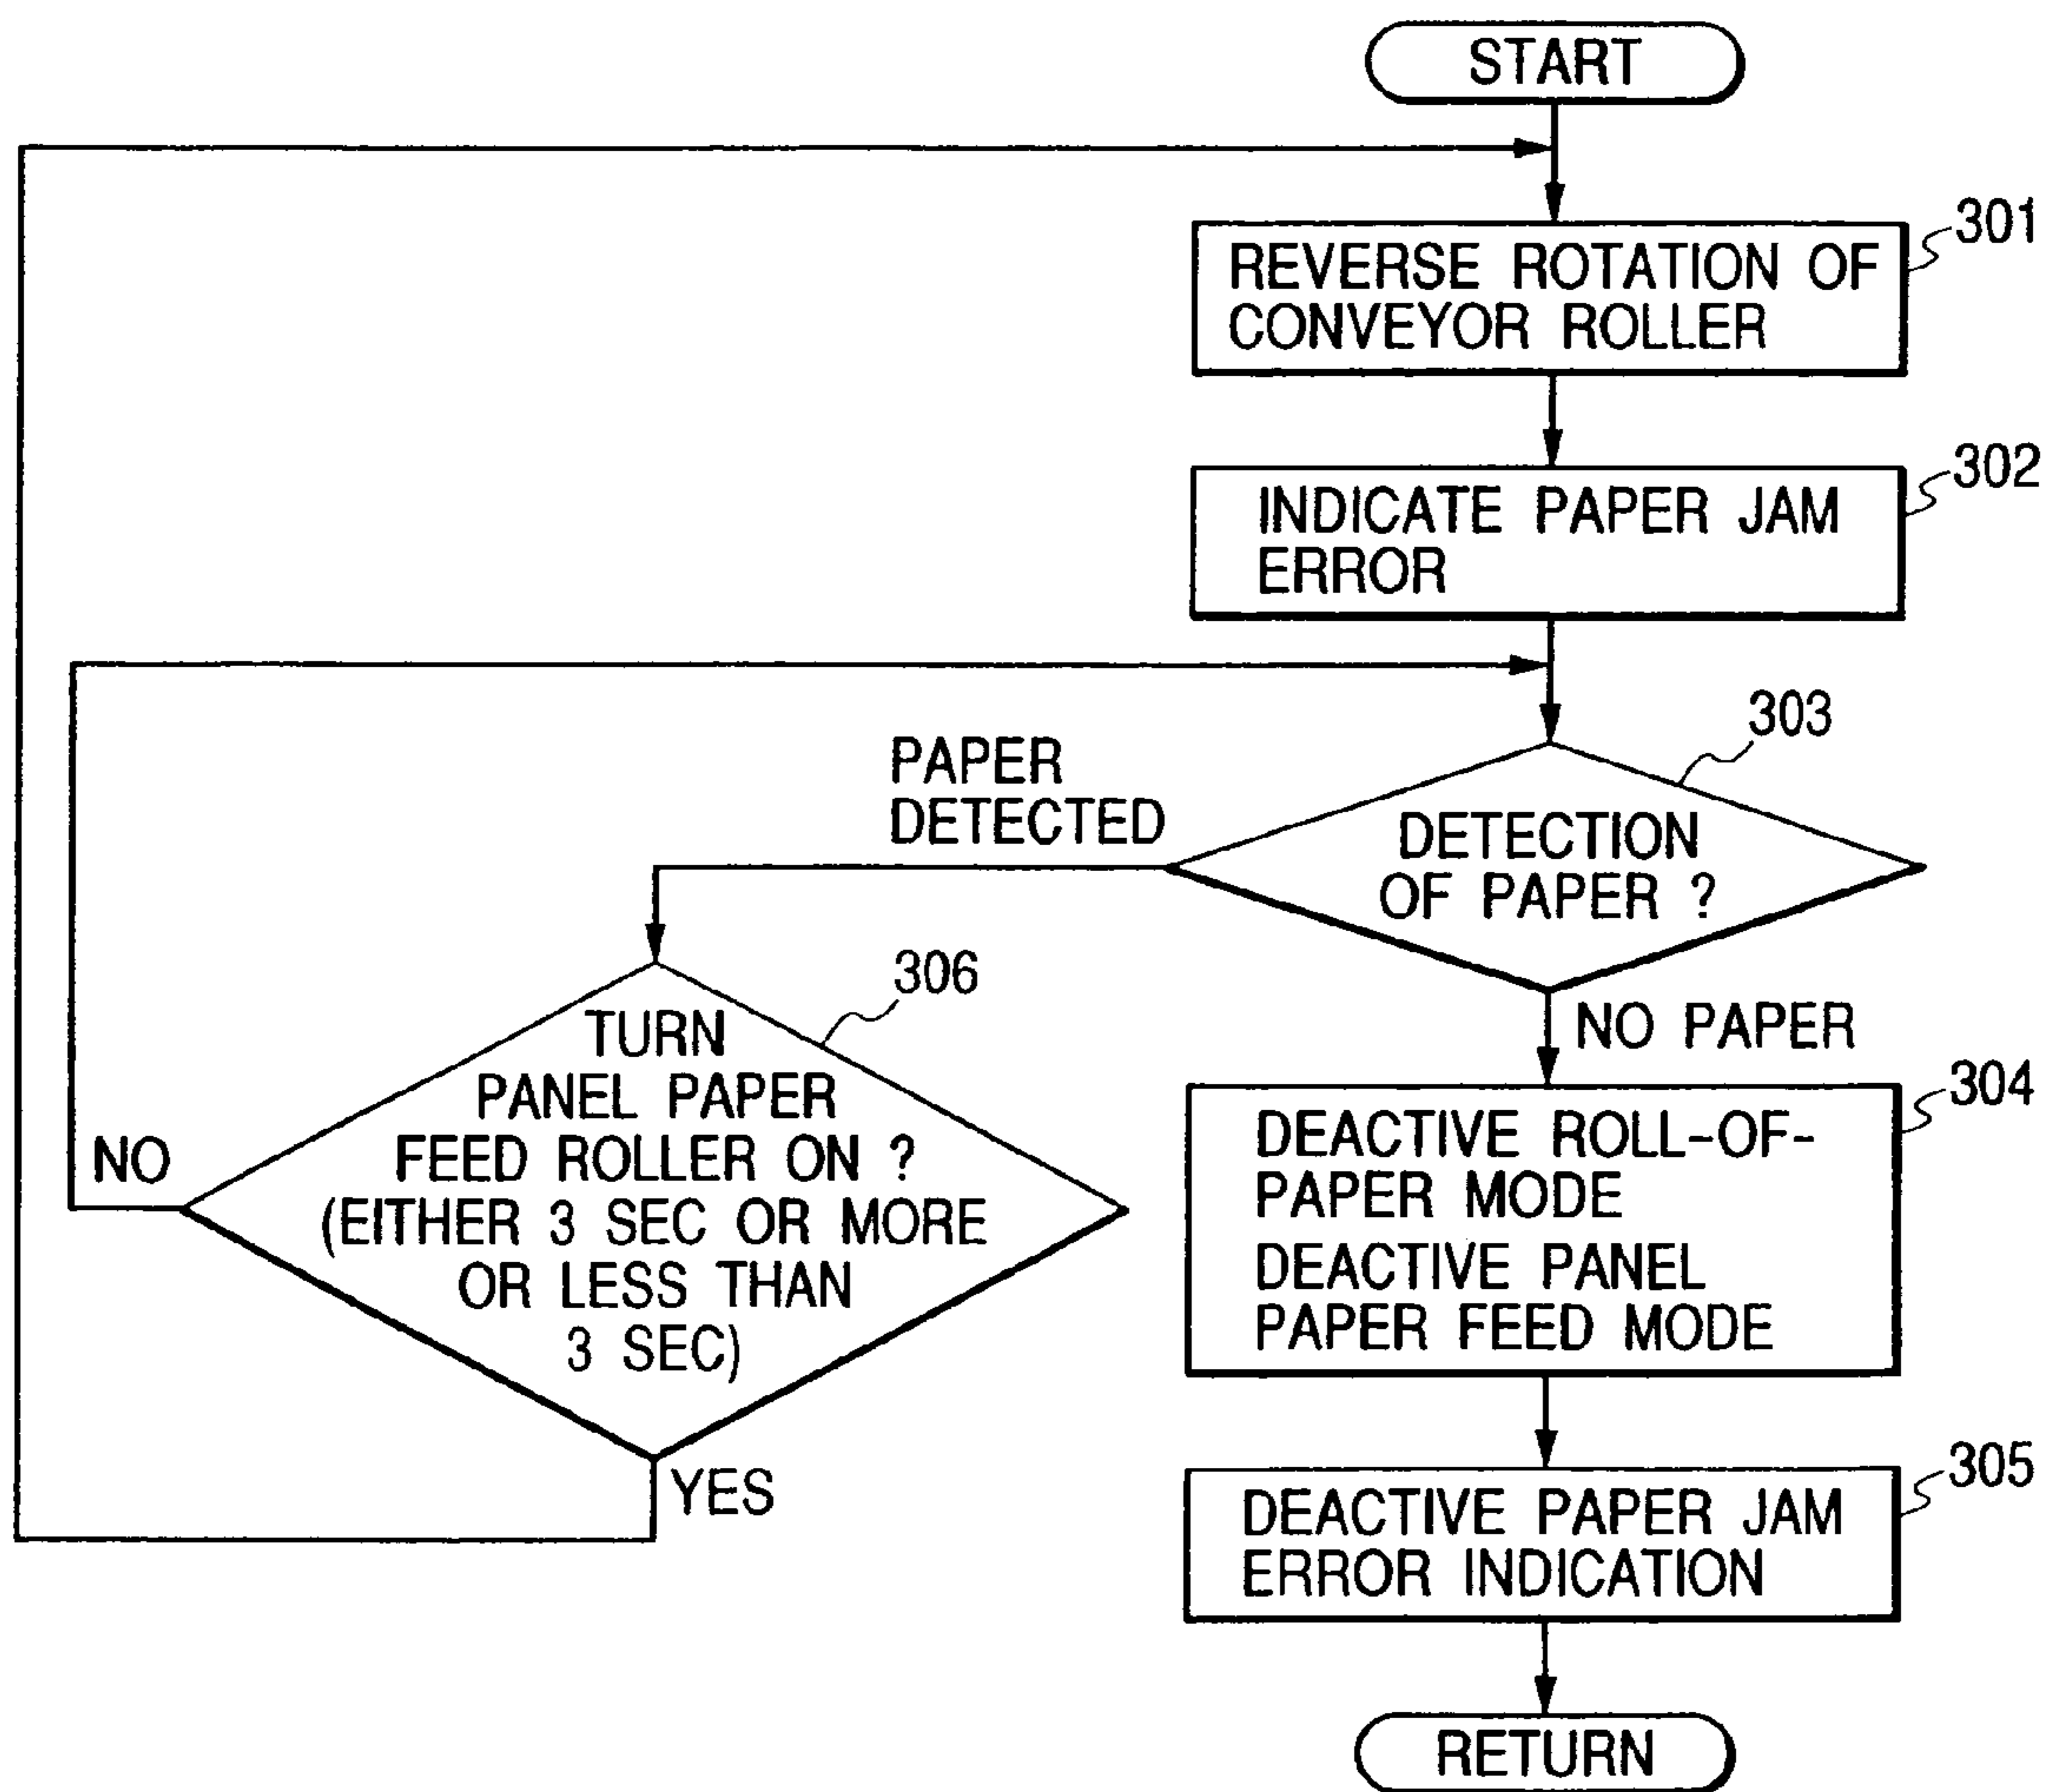 START
301
REVERSE ROTATION OF
CONVEYOR ROLLER
302
INDICATE PAPER JAM
ERROR
303
PAPER
DETECTED
DETECTION
OF PAPER ?
306
NO PAPER
TURN
PANEL PAPER
FEED ROLLER ON ?
(EITHER 3 SEC OR MORE
OR LESS THAN
3 SEC)
NO
YES
304
DEACTIVE ROLL-OF-
PAPER MODE
DEACTIVE PANEL
PAPER FEED MODE
305
DEACTIVE PAPER JAM
ERROR INDICATION
RETURN